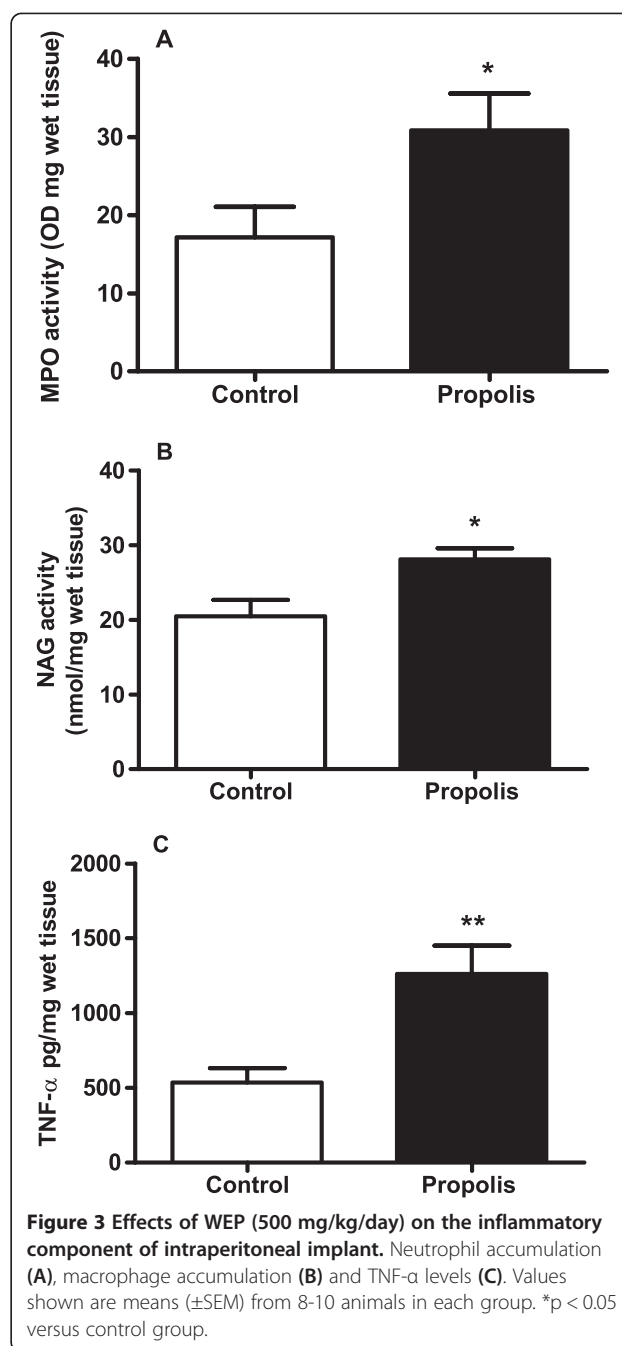 A
*
40
30
20
10
0
MPO activity (OD mg wet tissue)
Control Propolis
B
*
40
30
20
10
0
NAG activity
(nmol/mg wet tissue)
Control Propolis
C
**
2000
1500
1000
500
0
TNF-α pg/mg wet tissue
Control Propolis
Figure 3 Effects of WEP (500 mg/kg/day) on the inflammatory
component of intraperitoneal implant. Neutrophil accumulation
(A), macrophage accumulation (B) and TNF-α levels (C). Values
shown are means (±SEM) from 8-10 animals in each group. *p < 0.05
versus control group.